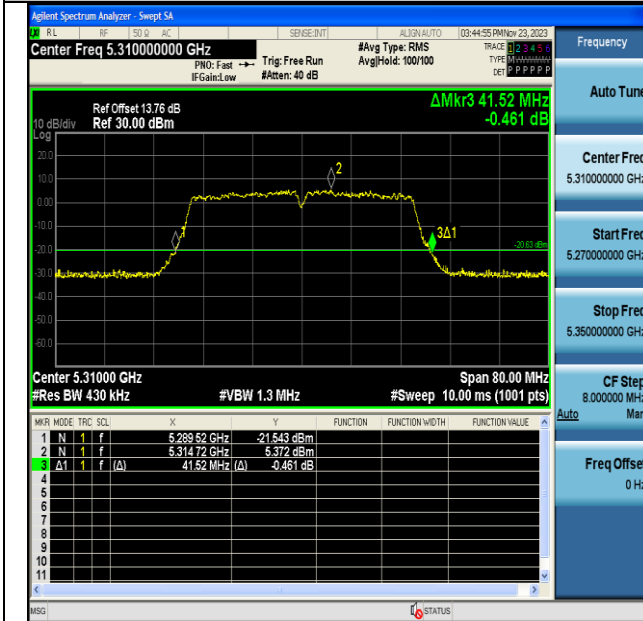 Agilent Spectrum Analyzer - Swept SA
LXI RL RF 50 Ω AC SENSE:INT ALIGN AUTO 03:44:55 PM Nov 23, 2023
Center Freq 5.310000000 GHz
PNO: Fast
IFGain:Low
Trig: Free Run
#Atten: 40 dB
#Avg Type: RMS
Avg|Hold: 100/100
TRACE 1 2 3 4 5 6
TYPE M
DET P P P P P P
Ref Offset 13.76 dB
Ref 30.00 dBm
ΔMkr3 41.52 MHz
-0.461 dB
10 dB/div
Log
20.0
10.0
0.00
-10.0
-20.0
-30.0
-40.0
-50.0
-60.0
1
2
3Δ1
-20.63 dBm
Center 5.31000 GHz
Span 80.00 MHz
#Res BW 430 kHz
#VBW 1.3 MHz
#Sweep 10.00 ms (1001 pts)
MKR MODE TRC SCL X Y FUNCTION FUNCTION WIDTH FUNCTION VALUE
1 N 1 f 5.289 52 GHz -21.543 dBm
2 N 1 f 5.314 72 GHz 5.372 dBm
3 Δ1 1 f (Δ) 41.52 MHz (Δ) -0.461 dB
4
5
6
7
8
9
10
11
MSG
STATUS
Frequency
Auto Tune
Center Freq
5.310000000 GHz
Start Freq
5.270000000 GHz
Stop Freq
5.350000000 GHz
CF Step
8.000000 MHz
Auto Man
Freq Offset
0 Hz